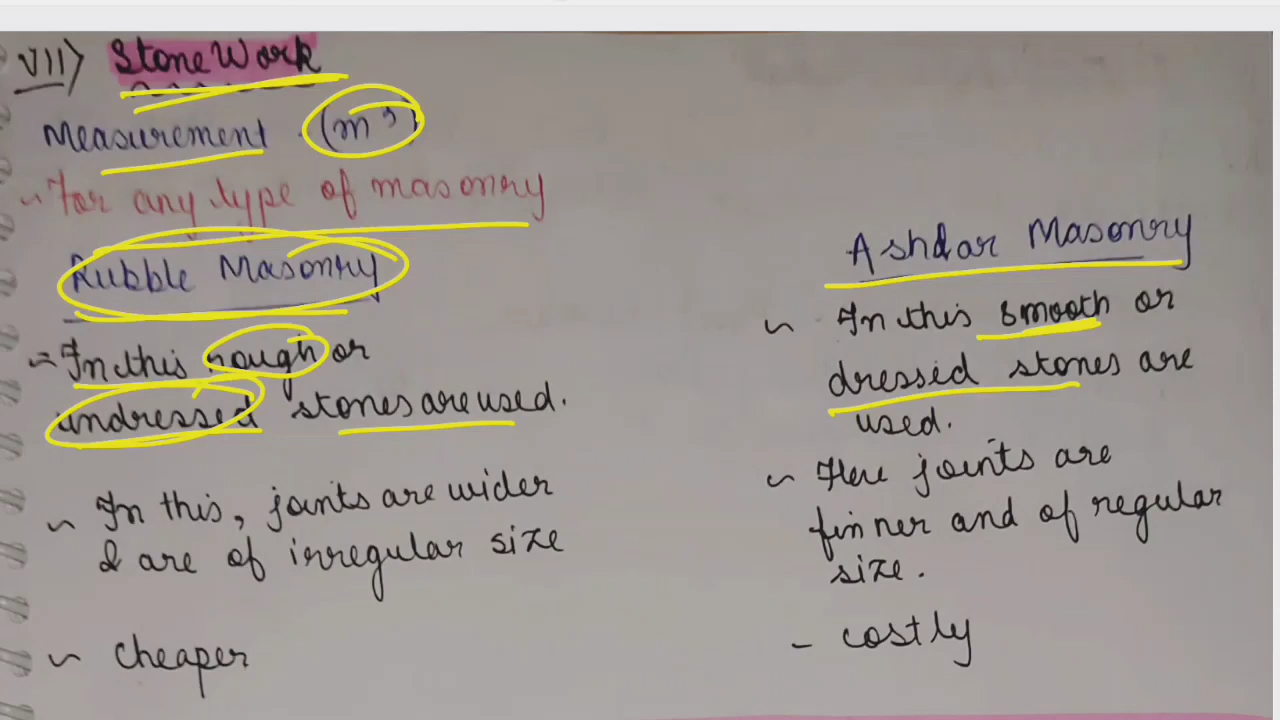 VII) Stone Work
Measurement. (m³)
~ For any type of masonry
Rubble Masonry
= In this rough or
undressed stones are used.
~ In this, joints are wider
& are of irregular size
~ Cheaper
Ashdar Masonry
~ In this smooth or
dressed stones are
used.
~ Here joints are
finner and of regular
size.
- costly